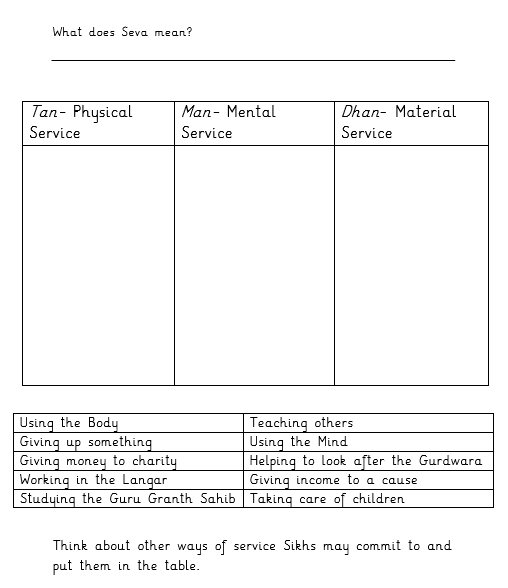 What does Seva mean?
Tan- Physical Service
Man- Mental Service
Dhan- Material Service
Using the Body
Teaching others
Giving up something
Using the Mind
Giving money to charity
Helping to look after the Gurdwara
Working in the Langar
Giving income to a cause
Studying the Guru Granth Sahib
Taking care of children
Think about other ways of service Sikhs may commit to and
put them in the table.